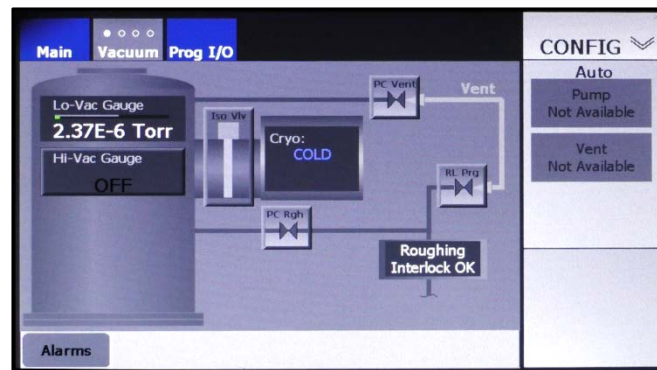 Main
Vacuum
Prog I/O
CONFIG
Auto
Pump
Not Available
Vent
Not Available
Lo-Vac Gauge
2.37E-6 Torr
Hi-Vac Gauge
OFF
Iso Vlv
Cryo:
COLD
PC Vent
Vent
RL Prg
PC Rgh
Roughing
Interlock OK
Alarms